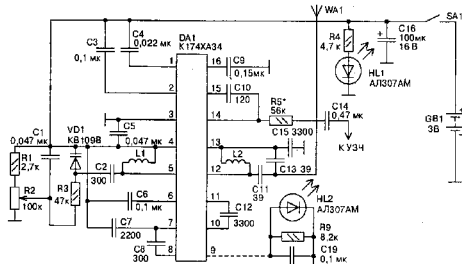 WA1
SA1
C3
0,1 мк
C4
0,022 мк
DA1
К174ХА34
C9
0,15мк
C10
120
R4
4,7 к
HL1
АЛ307АМ
C16
100мк
16 В
GB1
3В
1
2
3
4
5
6
7
8
16
15
14
13
12
11
10
9
R5*
56к
C14
0,47 мк
К УЗЧ
C15 3300
C1
0,047 мк
VD1
КВ109В
C5
0,047 мк
L1
L2
R1
2,7к
R2
100к
R3
47к
C2
300
C11
39
C13 39
C6
0,1 мк
C7
2200
C8
300
C12
3300
HL2
АЛ307АМ
R9
8,2к
C19
0,1 мк